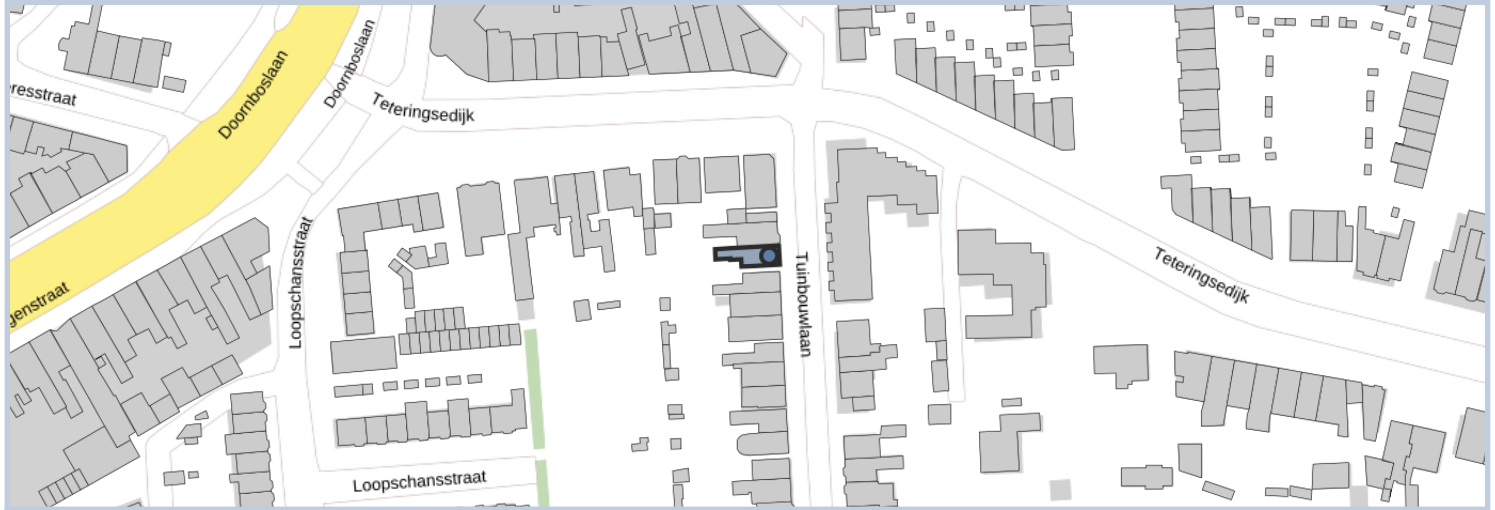 Doornboslaan
Doornboslaan
resstraat
Teteringsedijk
Loopschansstraat
Tuinbouwlaan
Teteringsedijk
genstraat
Loopschansstraat